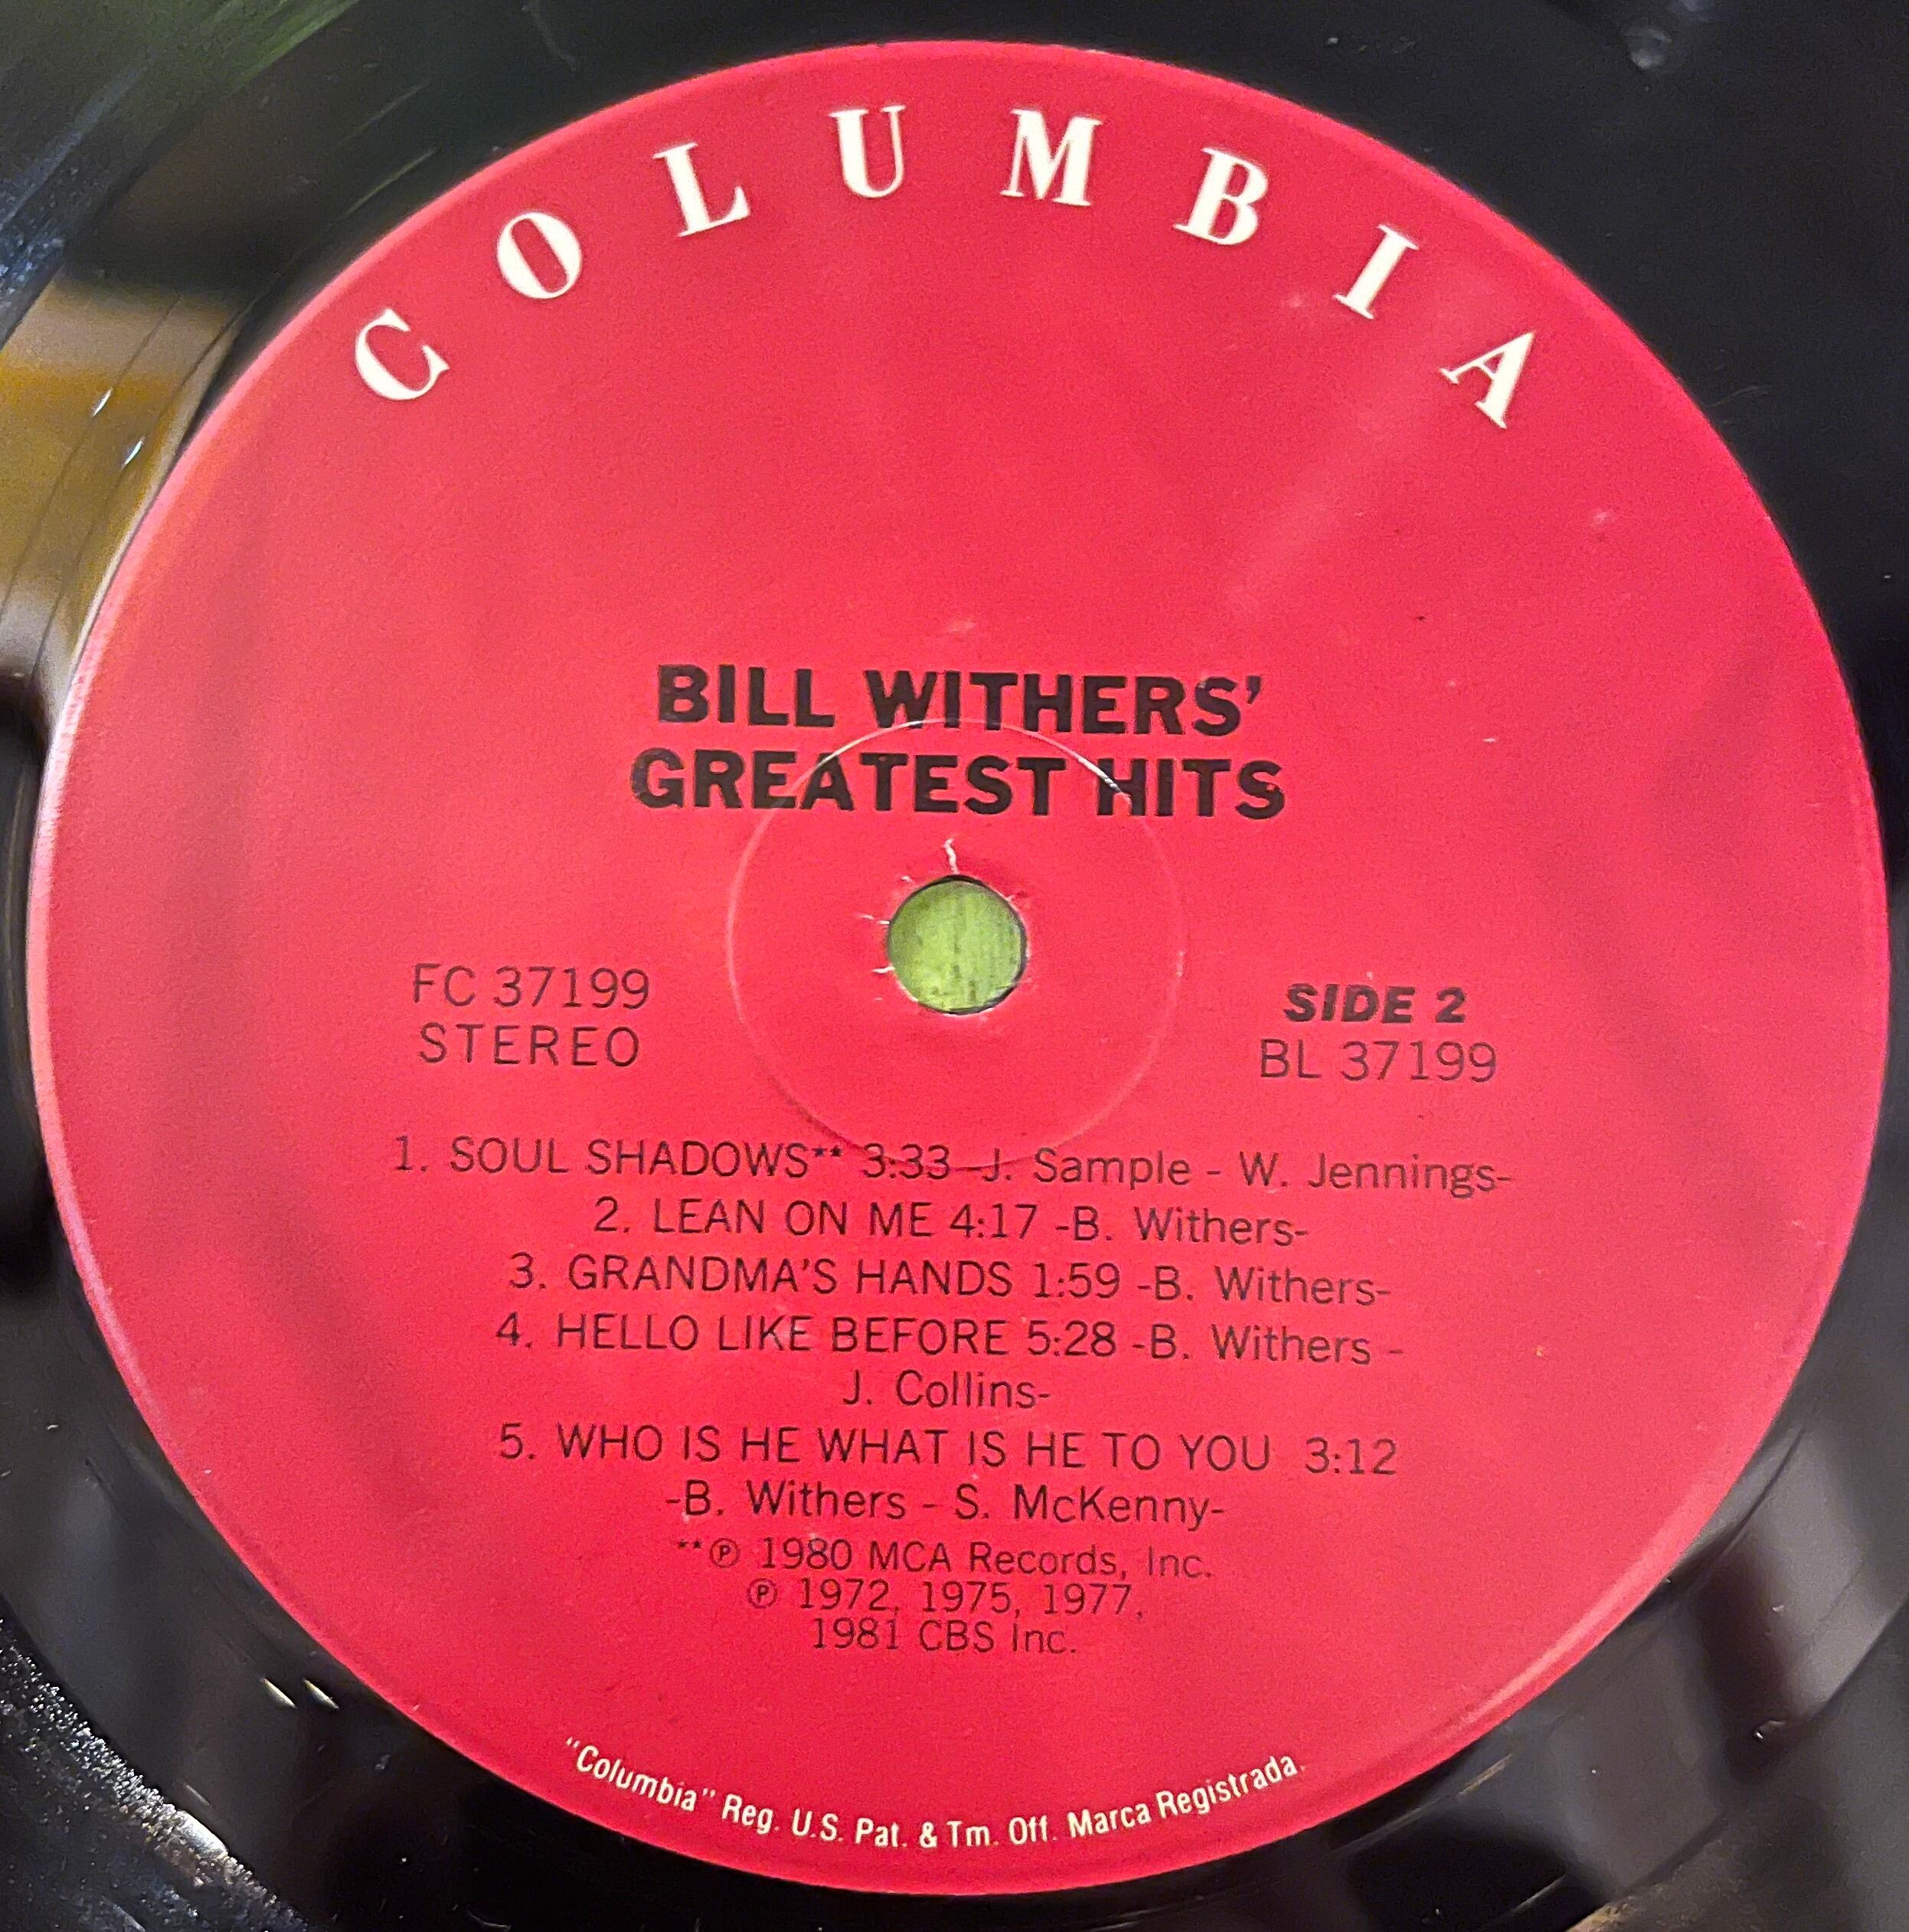 COLUMBIA
BILL WITHERS'
GREATEST HITS
FC 37199
STEREO
SIDE 2
BL 37199
1. SOUL SHADOWS** 3:33 -J. Sample - W. Jennings-
2. LEAN ON ME 4:17 -B. Withers-
3. GRANDMA'S HANDS 1:59 -B. Withers-
4. HELLO LIKE BEFORE 5:28 -B. Withers -
J. Collins-
5. WHO IS HE WHAT IS HE TO YOU 3:12
-B. Withers - S. McKenny-
**℗ 1980 MCA Records, Inc.
℗ 1972, 1975, 1977,
1981 CBS Inc.
"Columbia" Reg. U.S. Pat. & Tm. Off. Marca Registrada.